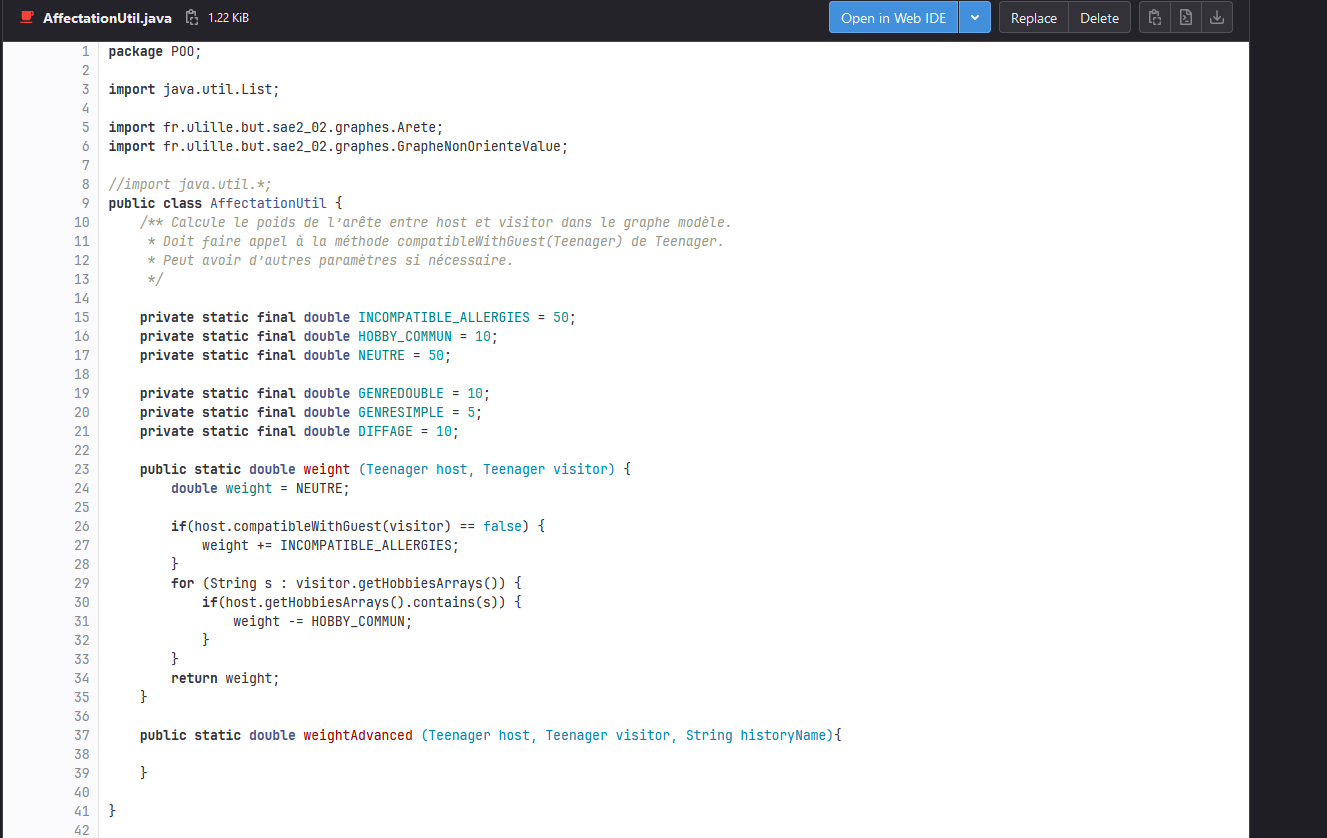 AffectationUtil.java 1.22 KiB Open in Web IDE Replace Delete
1 package POO;
2
3 import java.util.List;
4
5 import fr.ulille.but.sae2_02.graphes.Arete;
6 import fr.ulille.but.sae2_02.graphes.GrapheNonOrienteValue;
7
8 //import java.util.*;
9 public class AffectationUtil {
10     /** Calcule le poids de l'arête entre host et visitor dans le graphe modèle.
11      * Doit faire appel à la méthode compatibleWithGuest(Teenager) de Teenager.
12      * Peut avoir d'autres paramètres si nécessaire.
13      */
14
15     private static final double INCOMPATIBLE_ALLERGIES = 50;
16     private static final double HOBBY_COMMUN = 10;
17     private static final double NEUTRE = 50;
18
19     private static final double GENREDOUBLE = 10;
20     private static final double GENRESIMPLE = 5;
21     private static final double DIFFAGE = 10;
22
23     public static double weight (Teenager host, Teenager visitor) {
24         double weight = NEUTRE;
25
26         if(host.compatibleWithGuest(visitor) == false) {
27             weight += INCOMPATIBLE_ALLERGIES;
28         }
29         for (String s : visitor.getHobbiesArrays()) {
30             if(host.getHobbiesArrays().contains(s)) {
31                 weight -= HOBBY_COMMUN;
32             }
33         }
34         return weight;
35     }
36
37     public static double weightAdvanced (Teenager host, Teenager visitor, String historyName){
38
39     }
40
41 }
42